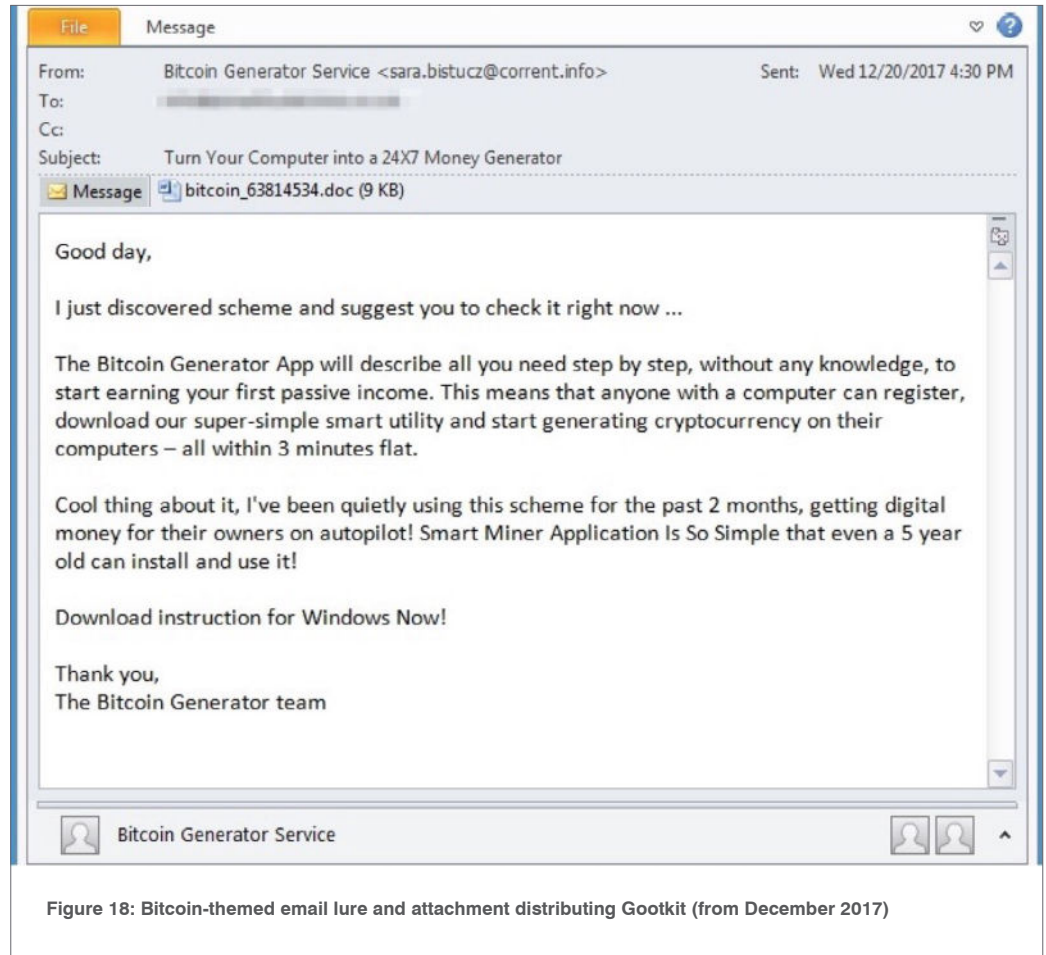 File Message
From: Bitcoin Generator Service <sara.bistucz@corrent.info> Sent: Wed 12/20/2017 4:30 PM
To:
Cc:
Subject: Turn Your Computer into a 24X7 Money Generator
Message bitcoin_63814534.doc (9 KB)
Good day,
I just discovered scheme and suggest you to check it right now ...
The Bitcoin Generator App will describe all you need step by step, without any knowledge, to
start earning your first passive income. This means that anyone with a computer can register,
download our super-simple smart utility and start generating cryptocurrency on their
computers – all within 3 minutes flat.
Cool thing about it, I've been quietly using this scheme for the past 2 months, getting digital
money for their owners on autopilot! Smart Miner Application Is So Simple that even a 5 year
old can install and use it!
Download instruction for Windows Now!
Thank you,
The Bitcoin Generator team
Bitcoin Generator Service
Figure 18: Bitcoin-themed email lure and attachment distributing Gootkit (from December 2017)